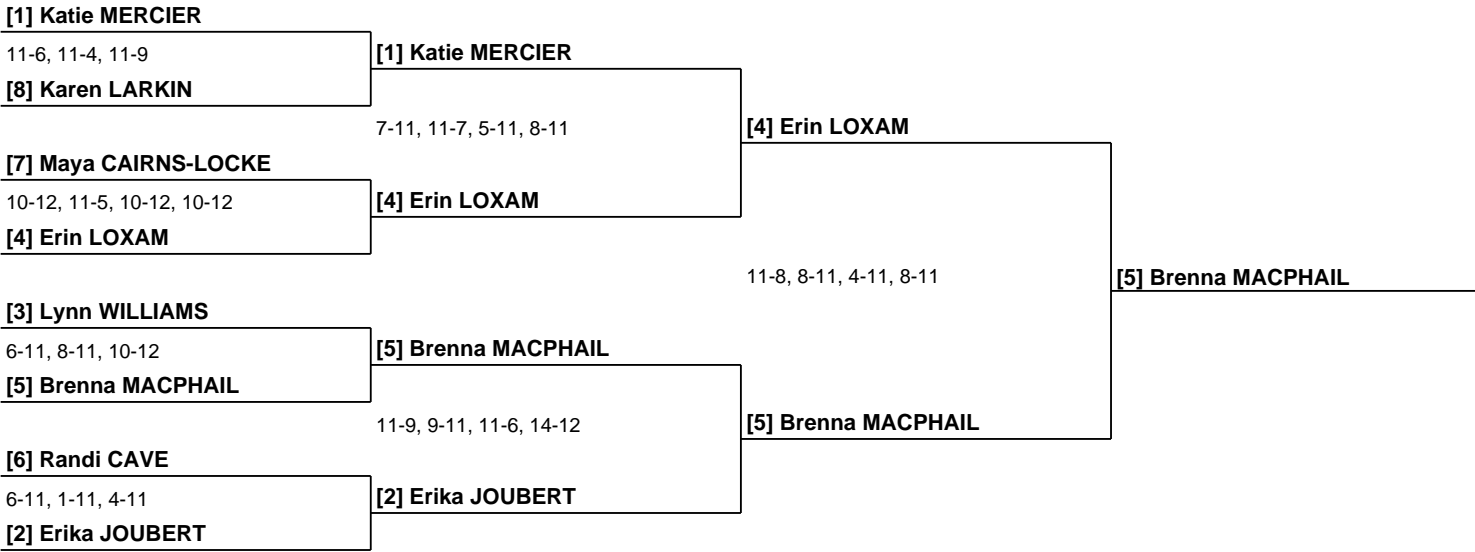 [1] Katie MERCIER
11-6, 11-4, 11-9
[8] Karen LARKIN
[1] Katie MERCIER
7-11, 11-7, 5-11, 8-11
[4] Erin LOXAM
[7] Maya CAIRNS-LOCKE
10-12, 11-5, 10-12, 10-12
[4] Erin LOXAM
[4] Erin LOXAM
11-8, 8-11, 4-11, 8-11
[5] Brenna MACPHAIL
[3] Lynn WILLIAMS
6-11, 8-11, 10-12
[5] Brenna MACPHAIL
[5] Brenna MACPHAIL
11-9, 9-11, 11-6, 14-12
[5] Brenna MACPHAIL
[6] Randi CAVE
6-11, 1-11, 4-11
[2] Erika JOUBERT
[2] Erika JOUBERT